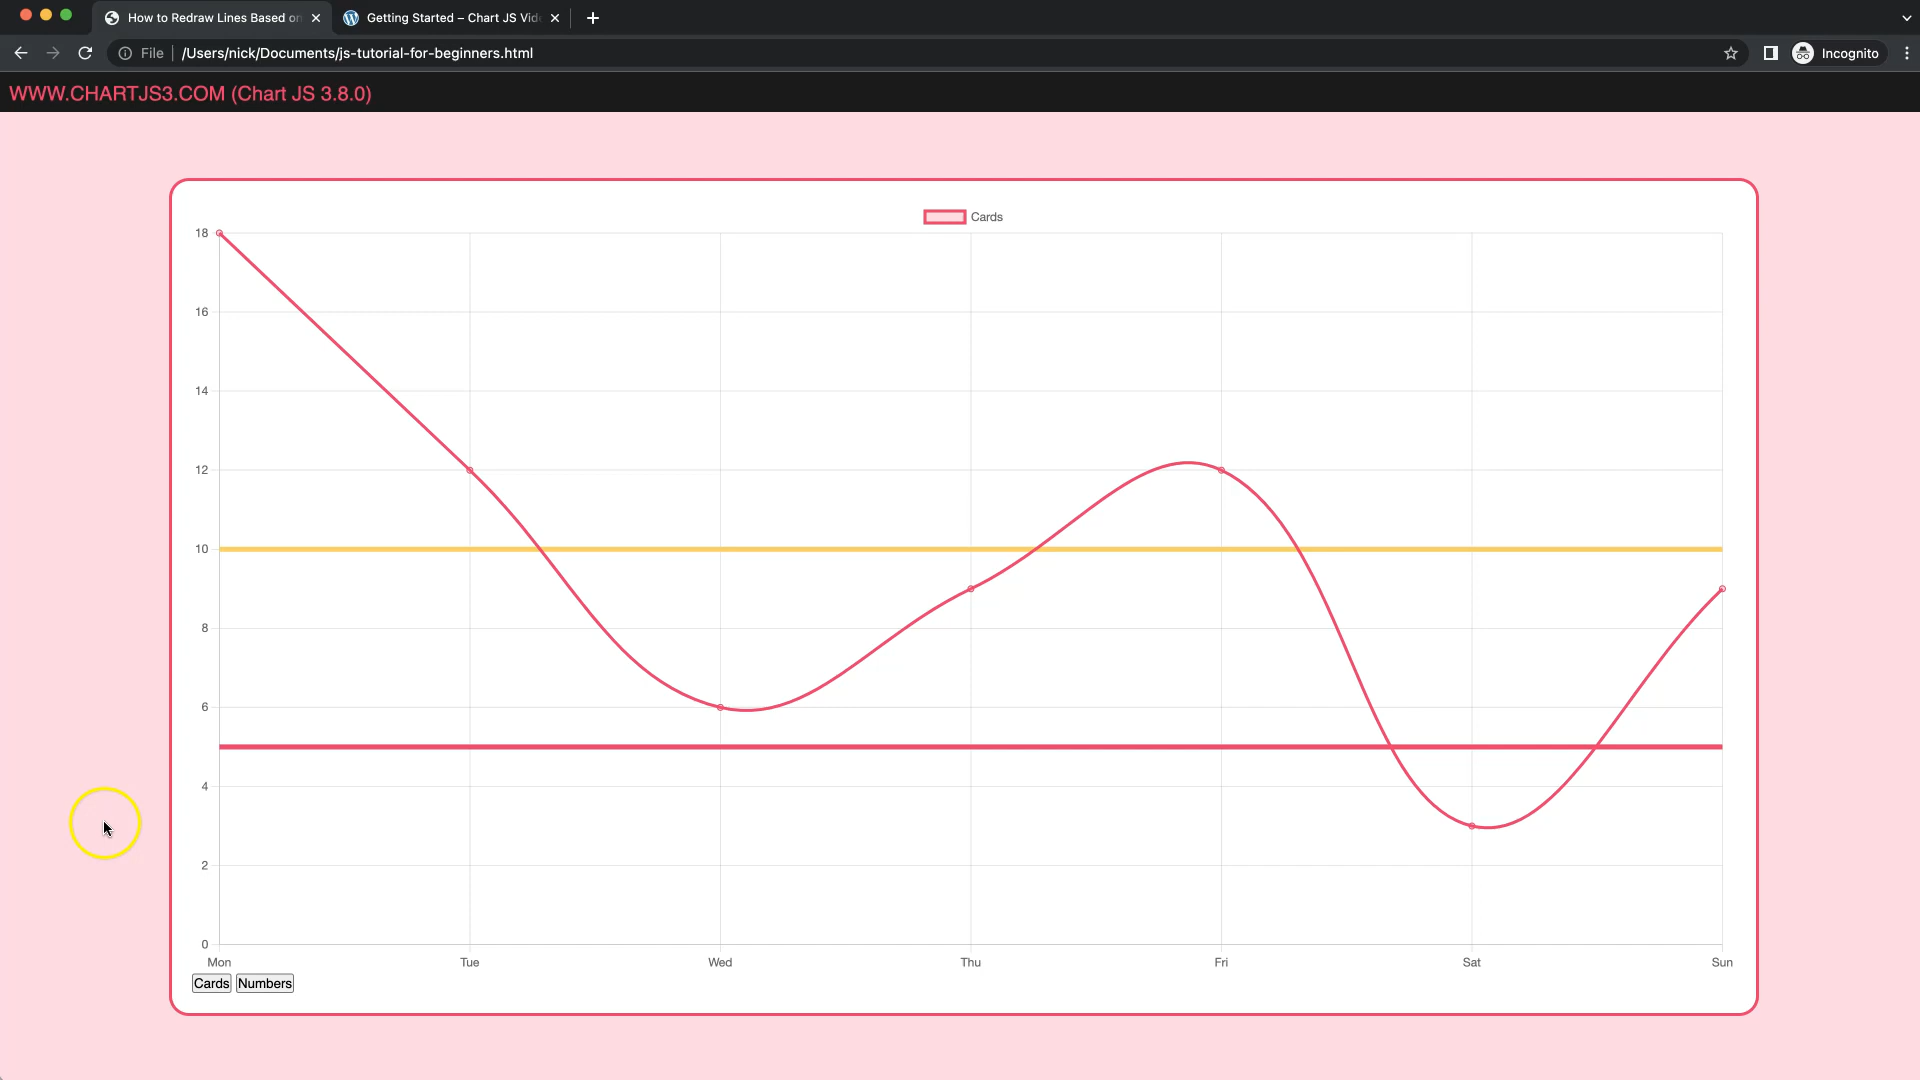 How to Redraw Lines Based on
Getting Started – Chart JS Vide
File
/Users/nick/Documents/js-tutorial-for-beginners.html
Incognito
WWW.CHARTJS3.COM (Chart JS 3.8.0)
Cards
18
16
14
12
10
8
6
4
2
0
Mon Tue Wed Thu Fri Sat Sun
Cards Numbers